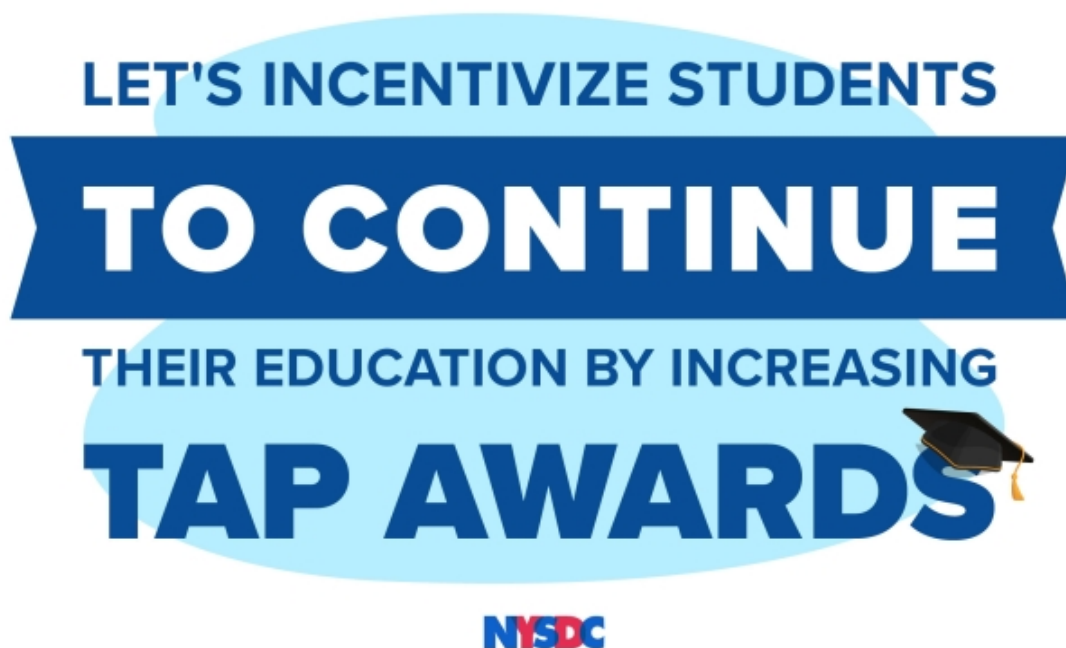 LET'S INCENTIVIZE STUDENTS
TO CONTINUE
THEIR EDUCATION BY INCREASING
TAP AWARDS
NYSDC